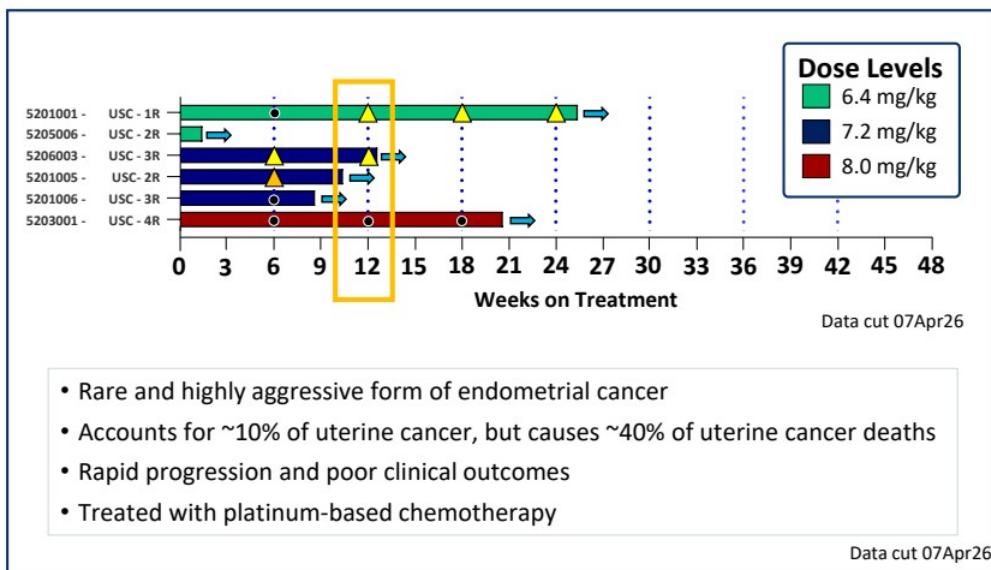 Dose Levels
6.4 mg/kg
7.2 mg/kg
8.0 mg/kg
5201001 - USC - 1R
5205006 - USC - 2R
5206003 - USC- 3R
5201005 - USC - 2R
5201006 - USC - 3R
5203001 - USC - 4R
0 3 6 9 12 15 18 21 24 27 30 33 36 39 42 45 48
Weeks on Treatment
Data cut 07Apr26
• Rare and highly aggressive form of endometrial cancer
• Accounts for ~10% of uterine cancer, but causes ~40% of uterine cancer deaths
• Rapid progression and poor clinical outcomes
• Treated with platinum-based chemotherapy
Data cut 07Apr26